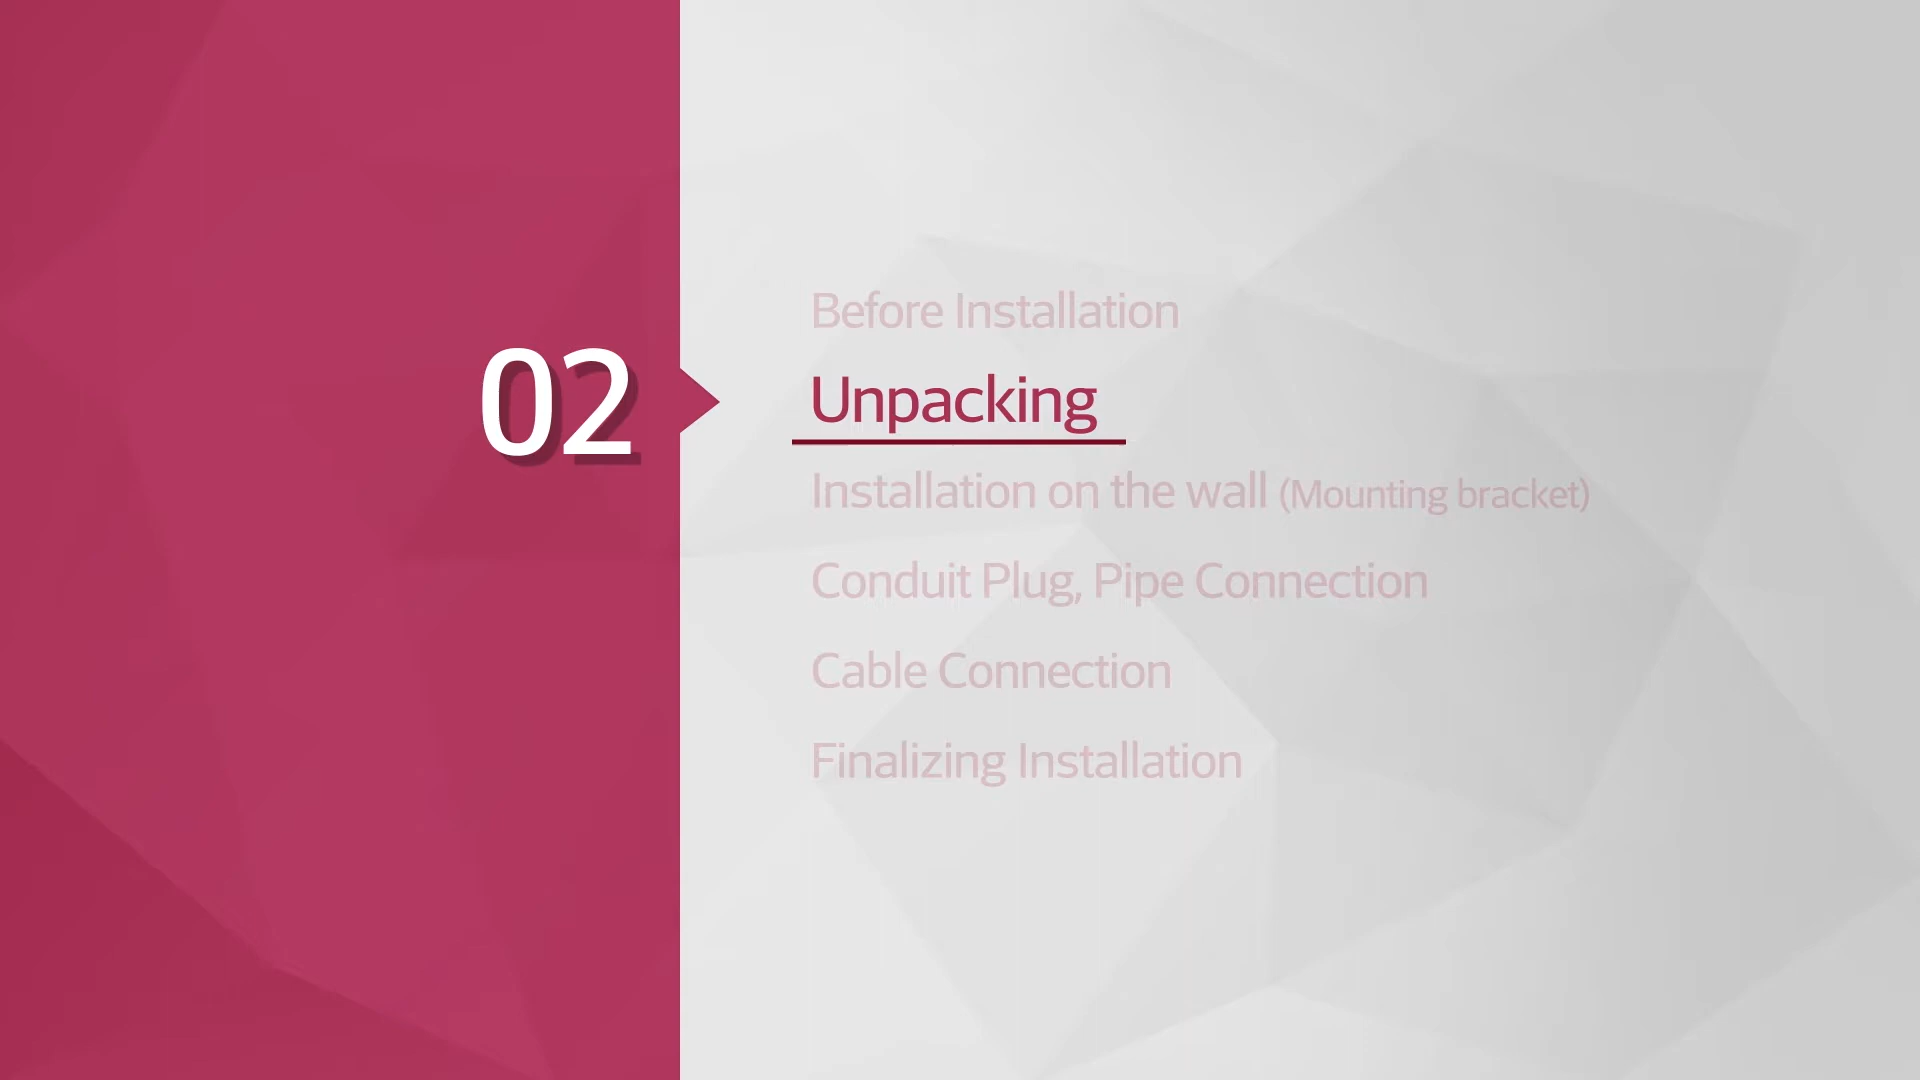 02
Before Installation
Unpacking
Installation on the wall (Mounting bracket)
Conduit Plug, Pipe Connection
Cable Connection
Finalizing Installation